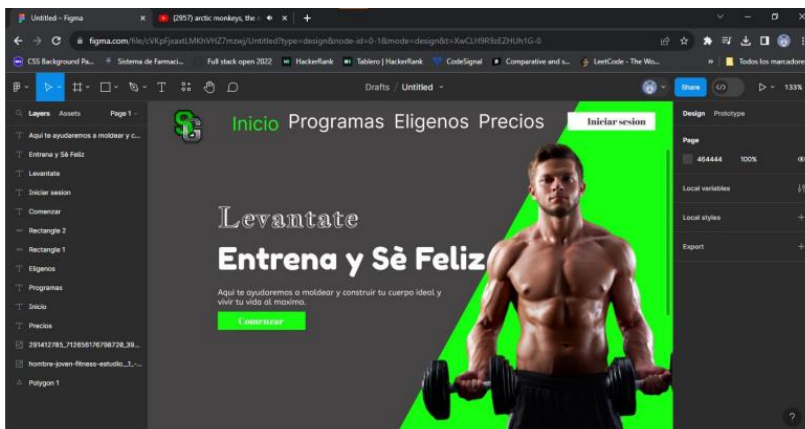 Untitled – Figma
(2957) arctic monkeys, the r
figma.com/file/cVKpFjxaxtLMKhVHZ7mzwj/Untitled?type=design&node-id=0-1&mode=design&t=XwCLH9R9zEZHUh1G-0
CSS Background Pa...
Sistema de Farmaci...
Full stack open 2022
HackerRank
Tablero | HackerRank
CodeSignal
Comparative and s...
LeetCode - The Wo...
»
Todos los marcadores
Drafts / Untitled
Share
133%
Layers
Assets
Page 1
Aqui te ayudaremos a moldear y c...
Entrena y Sè Feliz
Levantate
Iniciar sesion
Comenzar
Rectangle 2
Rectangle 1
Eligenos
Programas
Inicio
Precios
291412785_712656176798720_39...
hombre-joven-fitness-estudio__1_-...
Polygon 1
SG
Inicio Programas Eligenos Precios
Iniciar sesion
Levantate
Entrena y Sè Feliz
Aqui te ayudaremos a moldear y construir tu cuerpo ideal y
vivir tu vida al maximo.
Comenzar
Design
Prototype
Page
464444
100%
Local variables
Local styles
Export
?